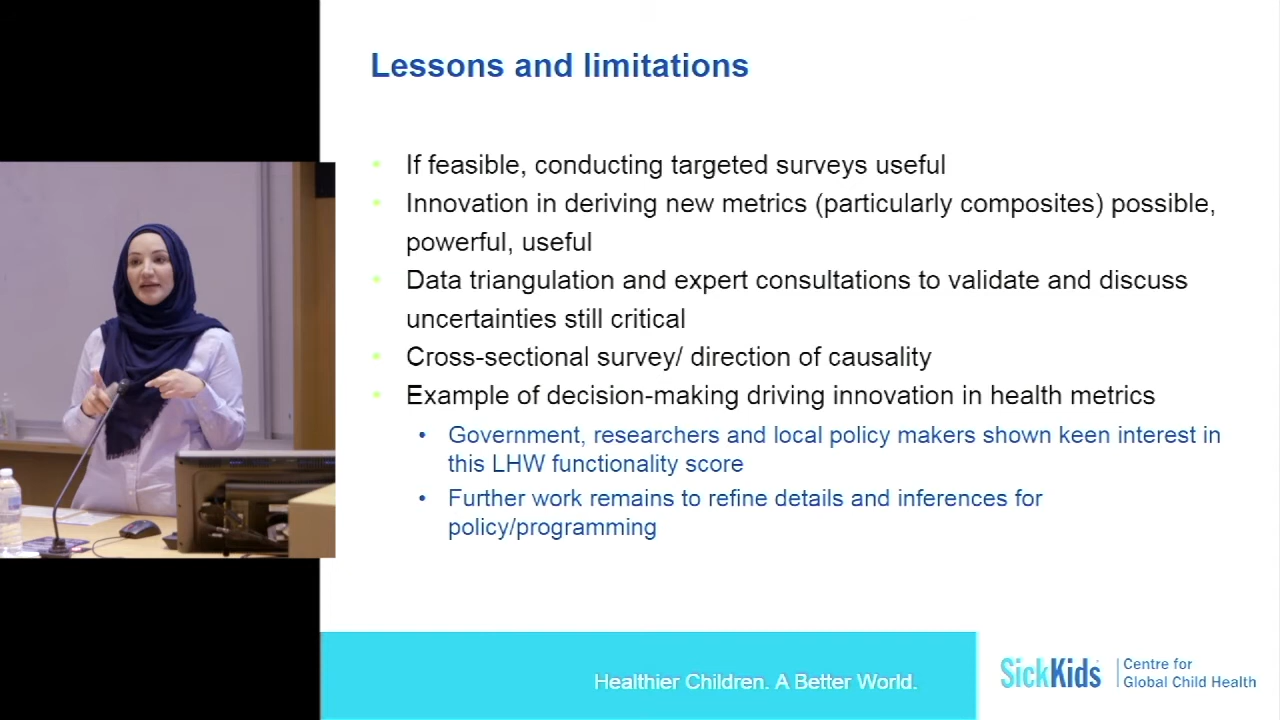 Lessons and limitations
• If feasible, conducting targeted surveys useful
• Innovation in deriving new metrics (particularly composites) possible,
powerful, useful
• Data triangulation and expert consultations to validate and discuss
uncertainties still critical
• Cross-sectional survey/ direction of causality
• Example of decision-making driving innovation in health metrics
• Government, researchers and local policy makers shown keen interest in
this LHW functionality score
• Further work remains to refine details and inferences for
policy/programming
Healthier Children. A Better World.
SickKids
Centre for
Global Child Health